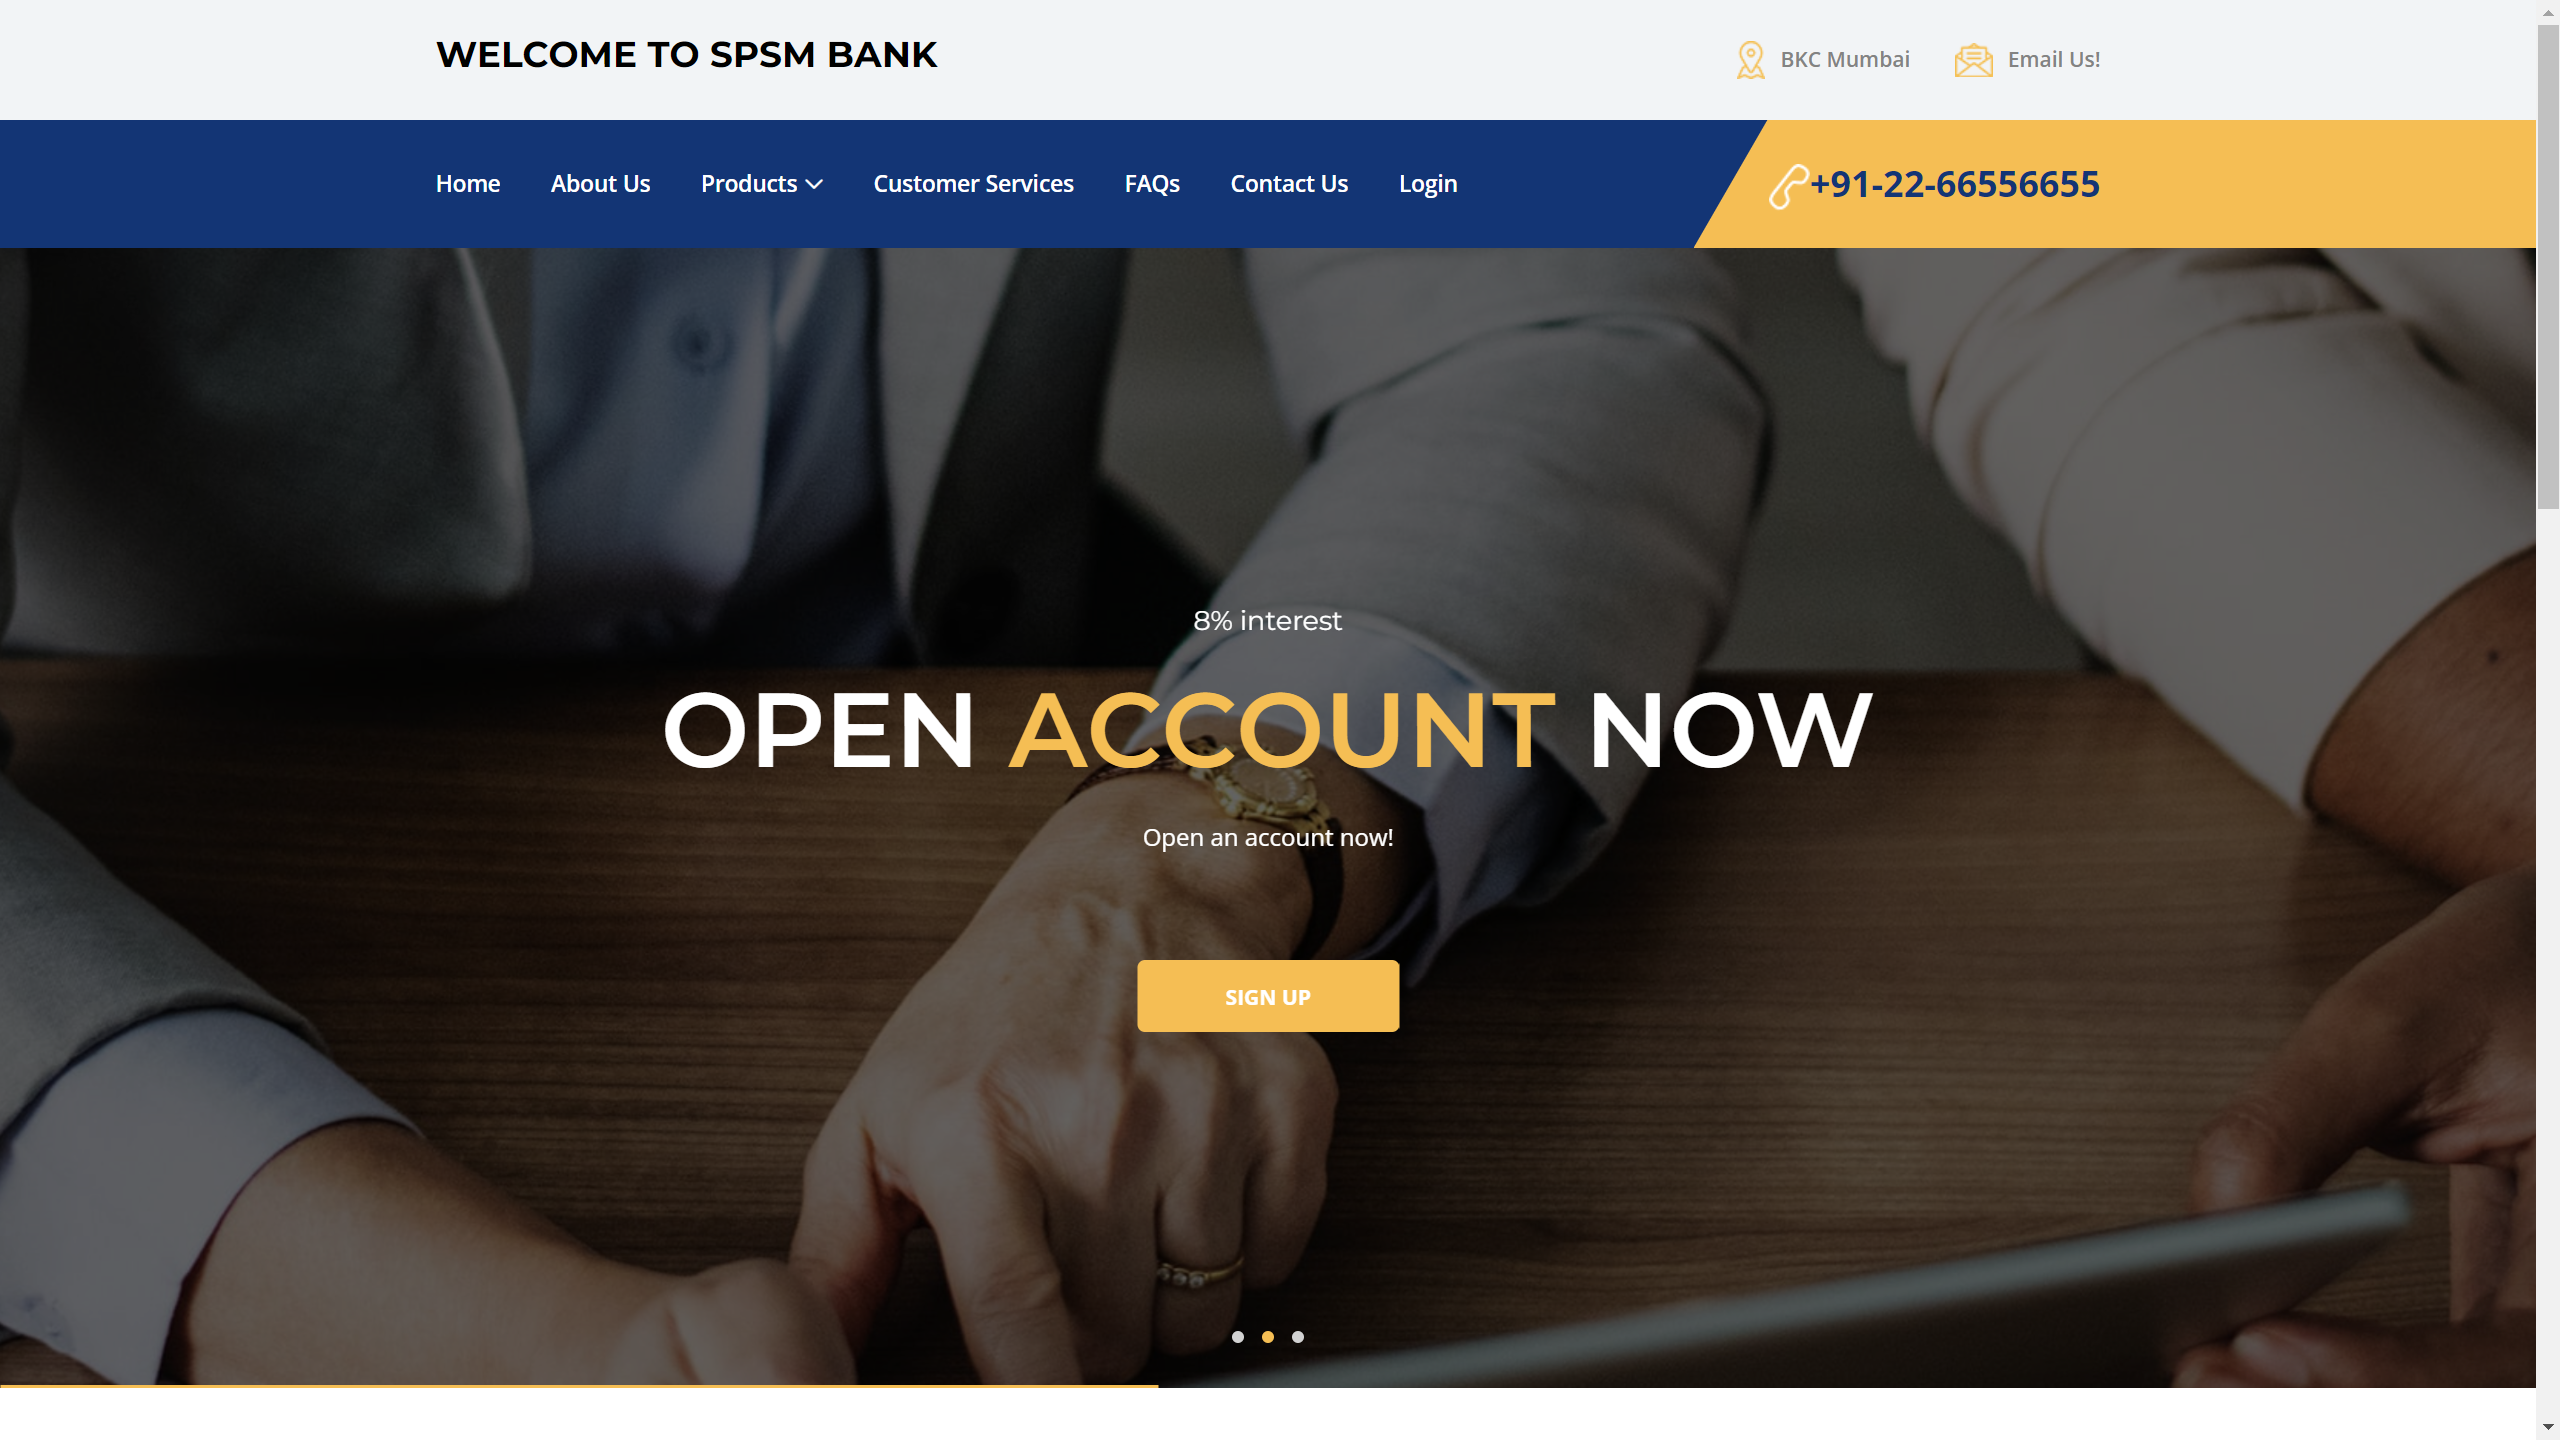 WELCOME TO SPSM BANK
BKC Mumbai
Email Us!
Home
About Us
Products
Customer Services
FAQs
Contact Us
Login
+91-22-66556655
8% interest
OPEN ACCOUNT NOW
Open an account now!
SIGN UP